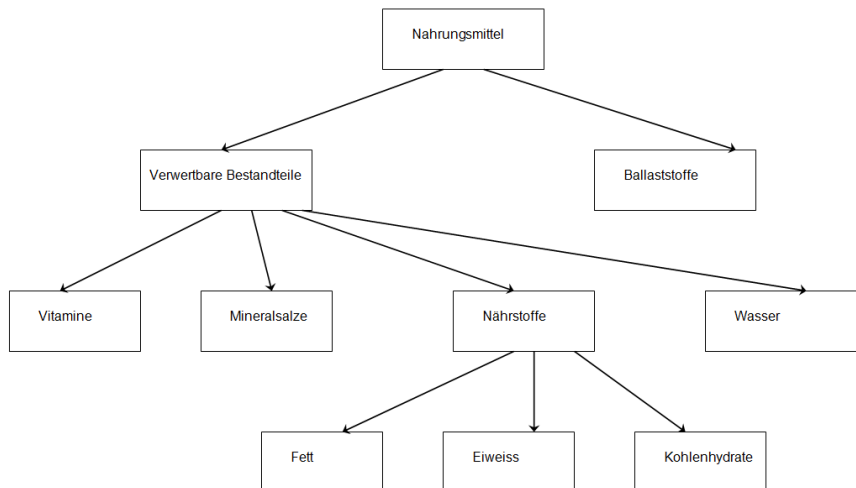 Nahrungsmittel
Verwertbare Bestandteile
Ballaststoffe
Vitamine
Mineralsalze
Nährstoffe
Wasser
Fett
Eiweiss
Kohlenhydrate